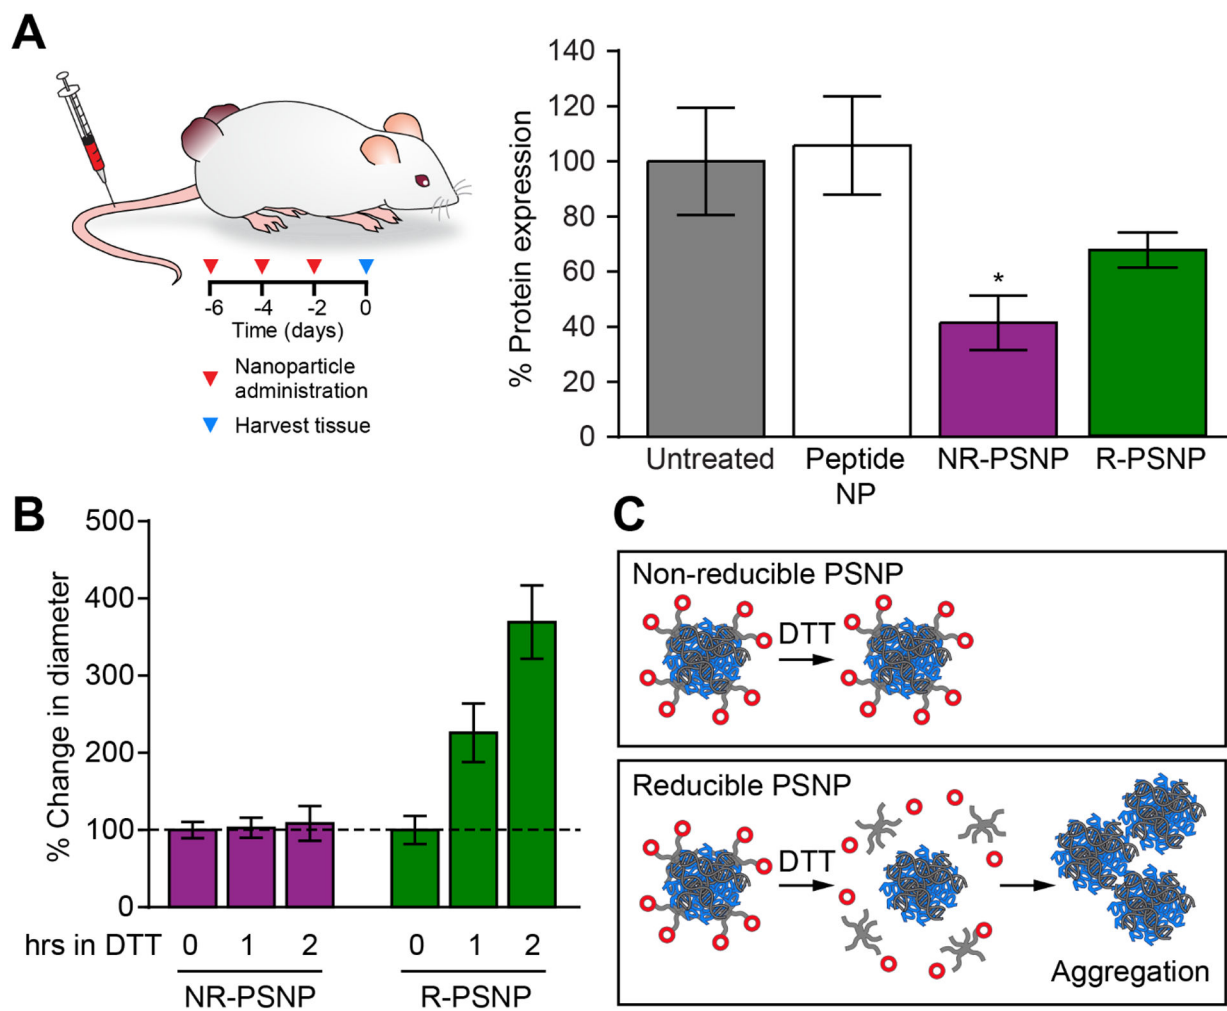 A
-6 -4 -2 0
Time (days)
Nanoparticle
administration
Harvest tissue
% Protein expression
140
120
100
80
60
40
20
0
*
Untreated
Peptide
NP
NR-PSNP
R-PSNP
B
% Change in diameter
500
400
300
200
100
0
hrs in DTT 0 1 2 0 1 2
NR-PSNP R-PSNP
C
Non-reducible PSNP
DTT
Reducible PSNP
DTT
Aggregation